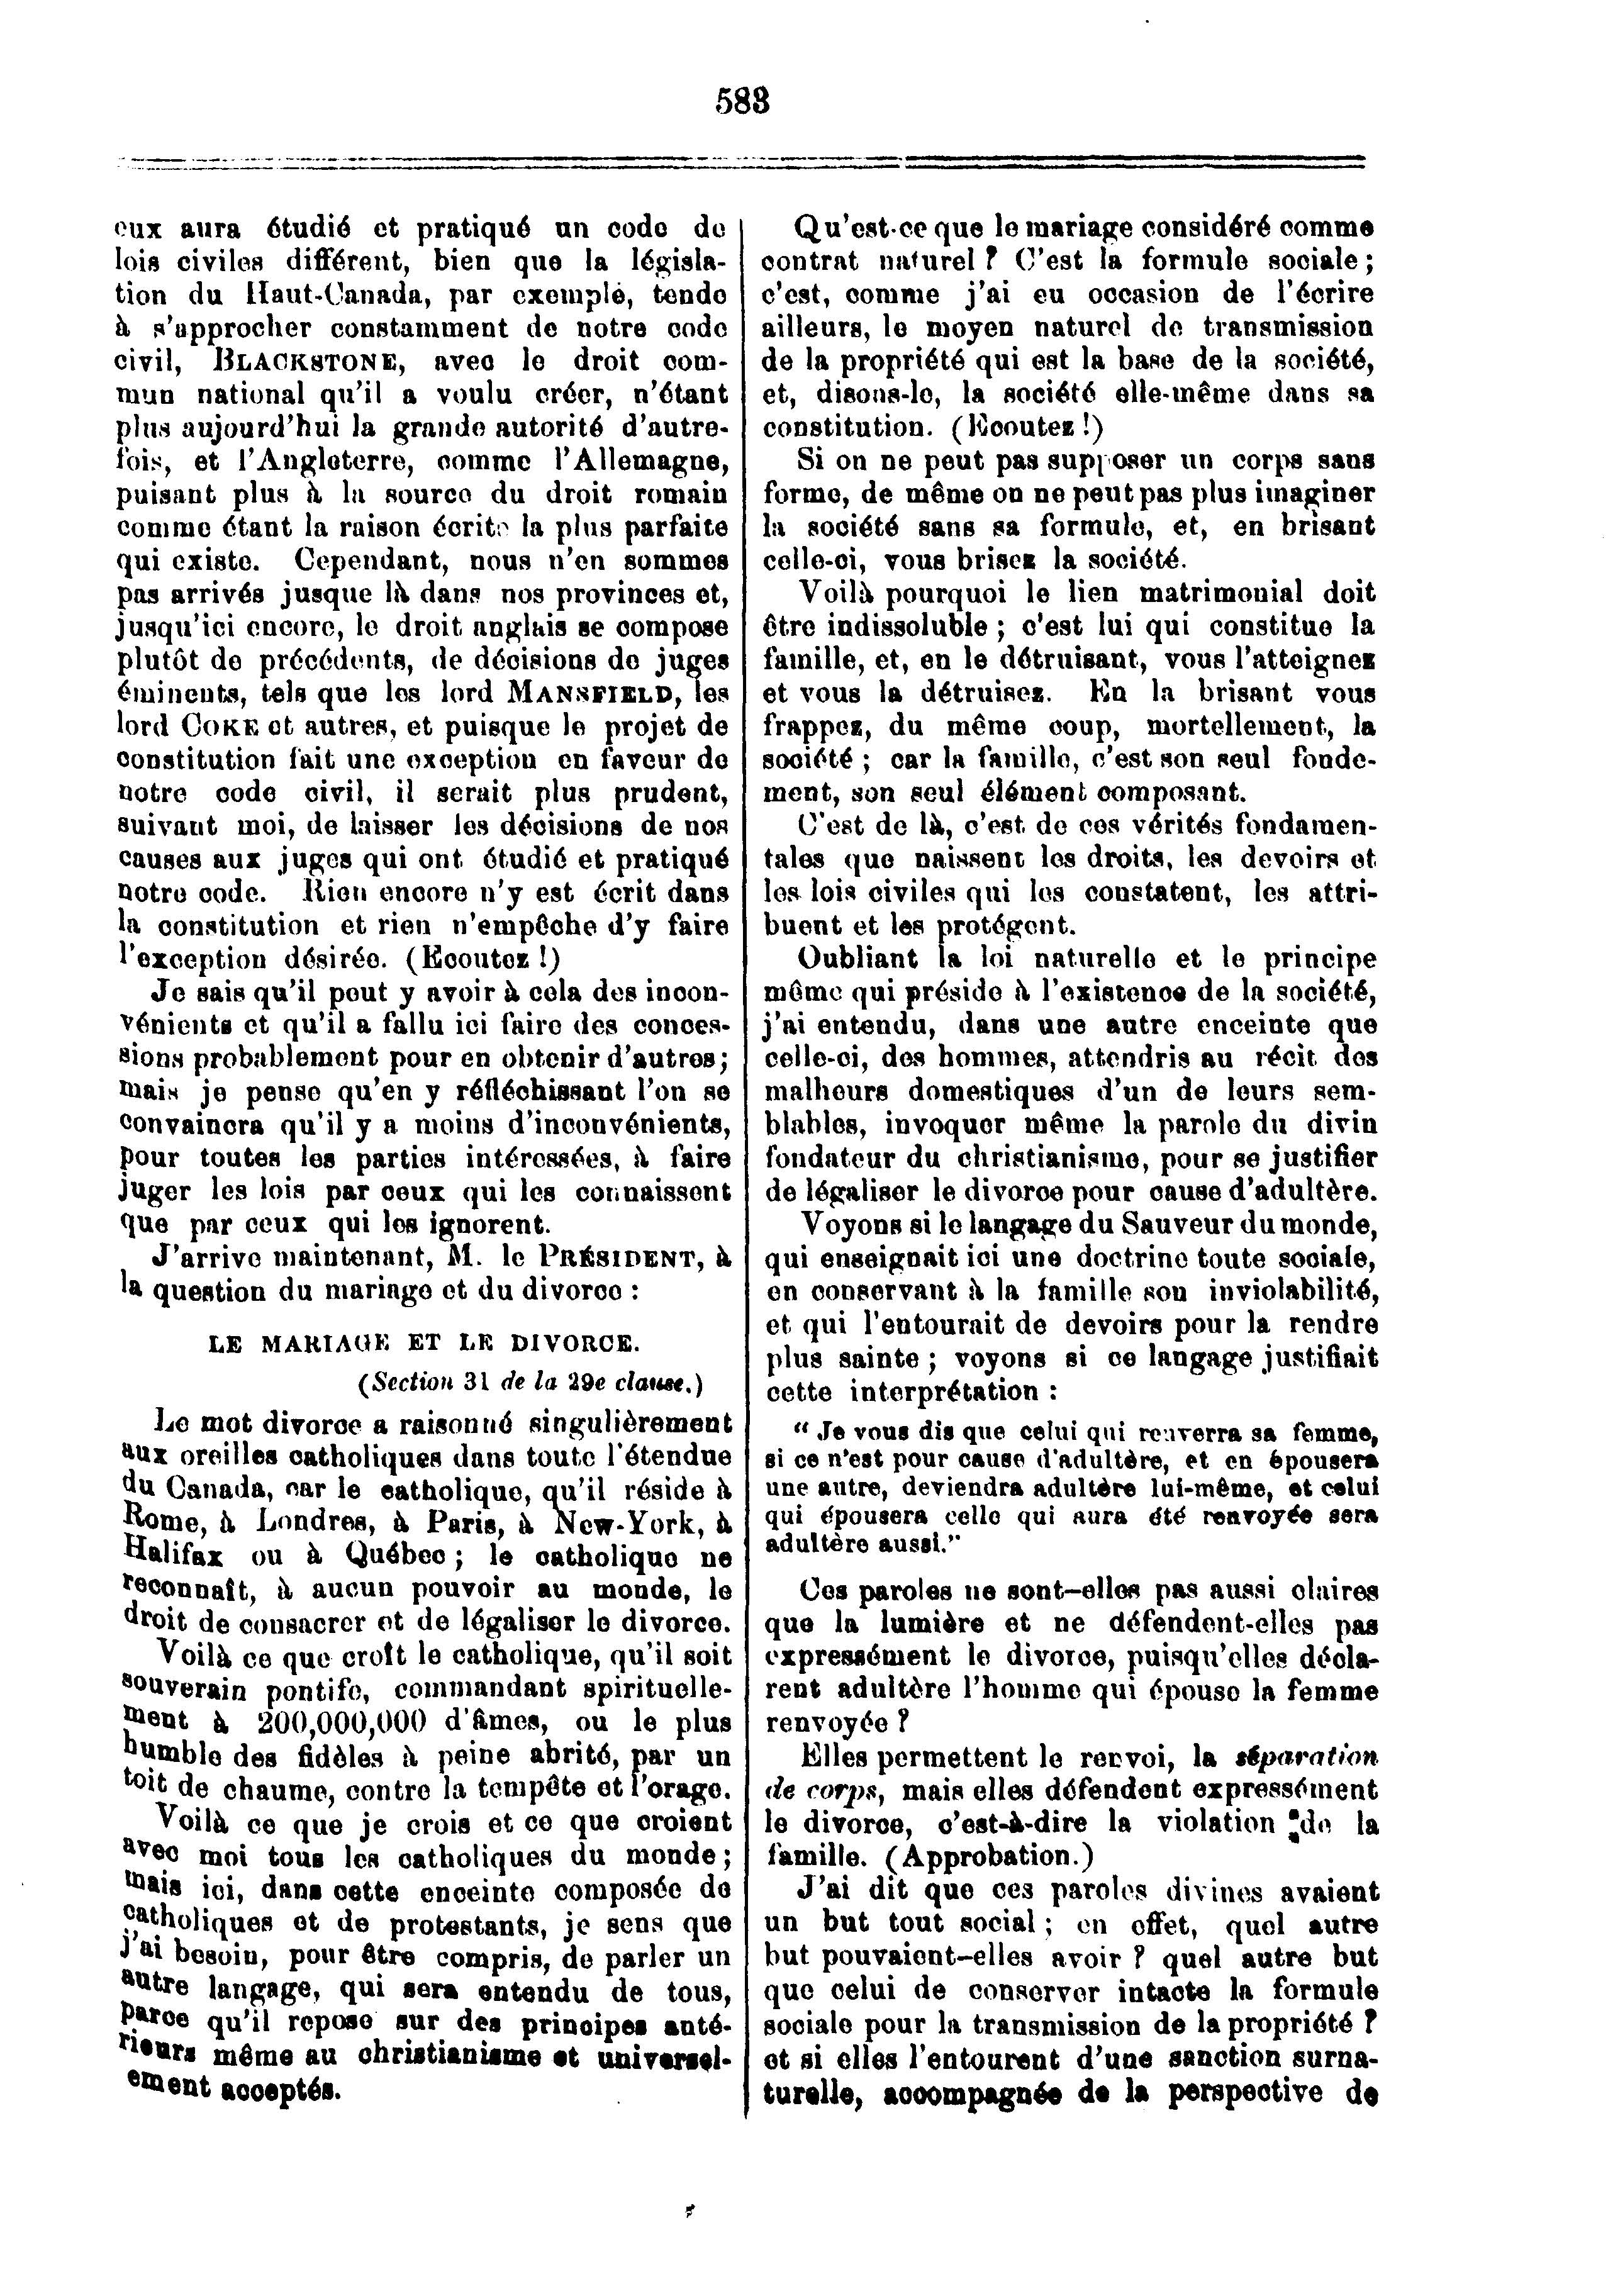 583
eux aura étudié et pratiqué un code de
lois civiles différent, bien que la législa-
tion du Haut-Canada, par exemple, tende
à s'approcher constamment de notre code
civil, BLACKSTONE, avec le droit com-
mun national qu'il a voulu créer, n'étant
plus aujourd'hui la grande autorité d'autre-
fois, et l'Angleterre, comme l'Allemagne,
puisant plus à la source du droit romain
comme étant la raison écrite la plus parfaite
qui existe. Cependant, nous n'en sommes
pas arrivés jusque là dans nos provinces et,
jusqu'ici encore, le droit anglais se compose
plutôt de précédents, de décisions de juges
éminents, tels que les lord MANSFIELD, les
lord COKE et autres, et puisque le projet de
constitution fait une exception en faveur de
notre code civil, il serait plus prudent,
suivant moi, de laisser les décisions de nos
causes aux juges qui ont étudié et pratiqué
notre code. Rien encore n'y est écrit dans
la constitution et rien n'empêche d'y faire
l'exception désirée. (Ecoutez !)
Je sais qu'il peut y avoir à cela des incon-
vénients et qu'il a fallu ici faire des conces-
sions probablement pour en obtenir d'autres;
mais je pense qu'en y réfléchissant l'on se
convaincra qu'il y a moins d'inconvénients,
pour toutes les parties intéressées, à faire
juger les lois par ceux qui les connaissent
que par ceux qui les ignorent.
J'arrive maintenant, M. le PRÉSIDENT, à
la question du mariage et du divorce :
LE MARIAGE ET LE DIVORCE.
(Section 31 de la 29e clause.)
Le mot divorce a raisonné singulièrement
aux oreilles catholiques dans toute l'étendue
du Canada, car le catholique, qu'il réside à
Rome, à Londres, à Paris, à New-York, à
Halifax ou à Québec ; le catholique ne
reconnaît, à aucun pouvoir au monde, le
droit de consacrer et de légaliser le divorce.
Voilà ce que croît le catholique, qu'il soit
souverain pontife, commandant spirituelle-
ment à 200,000,000 d'âmes, ou le plus
humble des fidèles à peine abrité, par un
toit de chaume, contre la tempête et l'orage.
Voilà ce que je crois et ce que croient
avec moi tous les catholiques du monde;
mais ici, dans cette enceinte composée de
catholiques et de protestants, je sens que
j'ai besoin, pour être compris, de parler un
autre langage, qui sera entendu de tous,
parce qu'il repose sur des principes anté-
rieurs même au christianisme et universel-
ement acceptés.
Qu'est-ce que le mariage considéré comme
contrat naturel ? C'est la formule sociale ;
c'est, comme j'ai eu occasion de l'écrire
ailleurs, le moyen naturel de transmission
de la propriété qui est la base de la société,
et, disons-le, la société elle-même dans sa
constitution. (Ecoutez !)
Si on ne peut pas supposer un corps sans
forme, de même on ne peut pas plus imaginer
la société sans sa formule, et, en brisant
celle-ci, vous brisez la société.
Voilà pourquoi le lien matrimonial doit
être indissoluble ; c'est lui qui constitue la
famille, et, en le détruisant, vous l'atteignez
et vous la détruisez. En la brisant vous
frappez, du même coup, mortellement, la
société ; car la famille, c'est son seul fonde-
ment, son seul élément composant.
C'est de là, c'est de ces vérités fondamen-
tales que naissent les droits, les devoirs et
les lois civiles qui les constatent, les attri-
buent et les protégent.
Oubliant la loi naturelle et le principe
même qui préside à l'existence de la société,
j'ai entendu, dans une autre enceinte que
celle-ci, des hommes, attendris au récit des
malheurs domestiques d'un de leurs sem-
blables, invoquer même la parole du divin
fondateur du christianisme, pour se justifier
de légaliser le divorce pour cause d'adultère.
Voyons si le langage du Sauveur du monde,
qui enseignait ici une doctrine toute sociale,
en conservant à la famille son inviolabilité,
et qui l'entourait de devoirs pour la rendre
plus sainte ; voyons si ce langage justifiait
cette interprétation :
“ Je vous dis que celui qui renverra sa femme,
si ce n'est pour cause d'adultère, et en èpousera
une autre, deviendra adultère lui-même, et celui
qui épousera celle qui aura été renvoyée sera
adultère aussi.”
Ces paroles ne sont-elles pas aussi claires
que la lumière et ne défendent-elles pas
expressément le divorce, puisqu'elles décla-
rent adultère l'homme qui épouse la femme
renvoyée ?
Elles permettent le renvoi, la séparation
de corps, mais elles défendent expressément
le divorce, c'est-à-dire la violation de la
famille. (Approbation.)
J'ai dit que ces paroles divines avaient
un but tout social ; en effet, quel autre
but pouvaient-elles avoir ? quel autre but
que celui de conserver intacte la formule
sociale pour la transmission de la propriété ?
et si elles l'entourent d'une sanction surna-
turelle, accompagnée de la perspective de